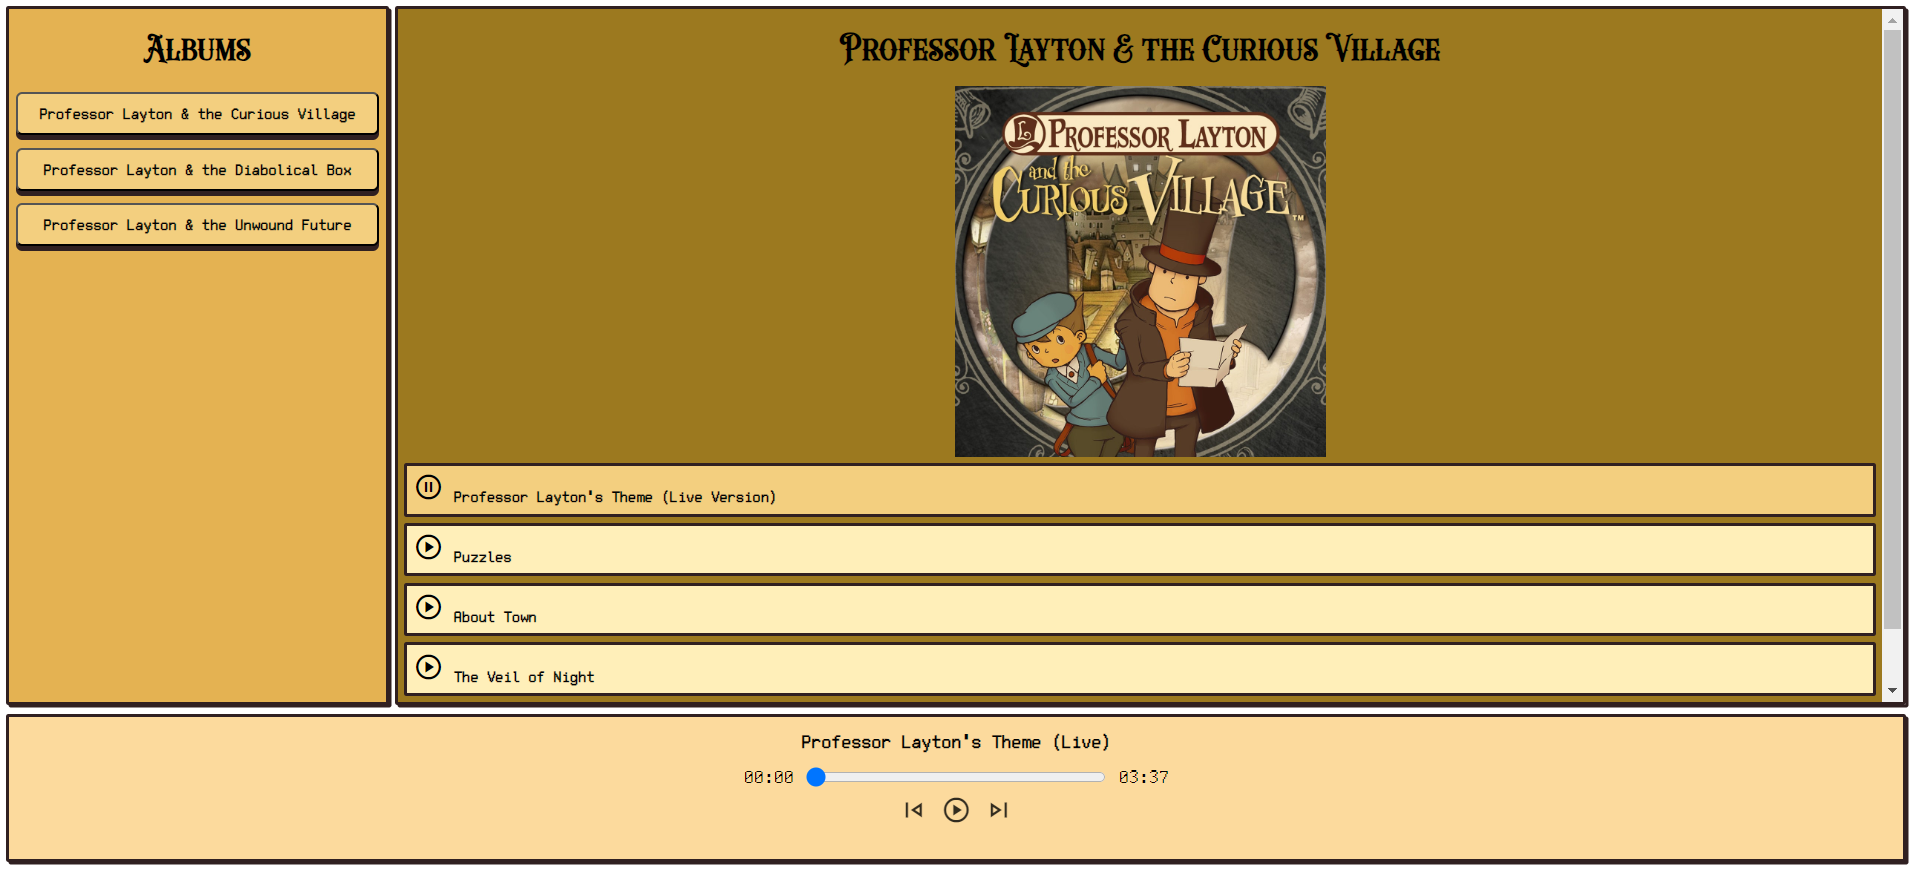 Albums
Professor Layton & the Curious Village
Professor Layton & the Diabolical Box
Professor Layton & the Unwound Future
Professor Layton & the Curious Village
L PROFESSOR LAYTON
and the
CURIOUS VILLAGE™
Professor Layton's Theme (Live Version)
Puzzles
About Town
The Veil of Night
Professor Layton's Theme (Live)
00:00 03:37